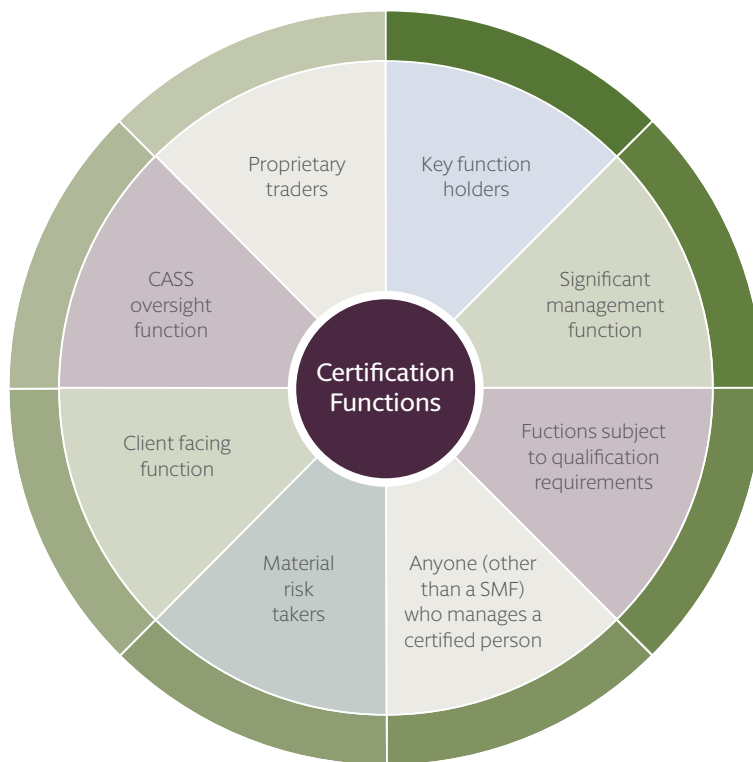 Certification
Functions
Key function
holders
Significant
management
function
Fuctions subject
to qualification
requirements
Anyone (other
than a SMF)
who manages a
certified person
Material
risk
takers
Client facing
function
CASS
oversight
function
Proprietary
traders